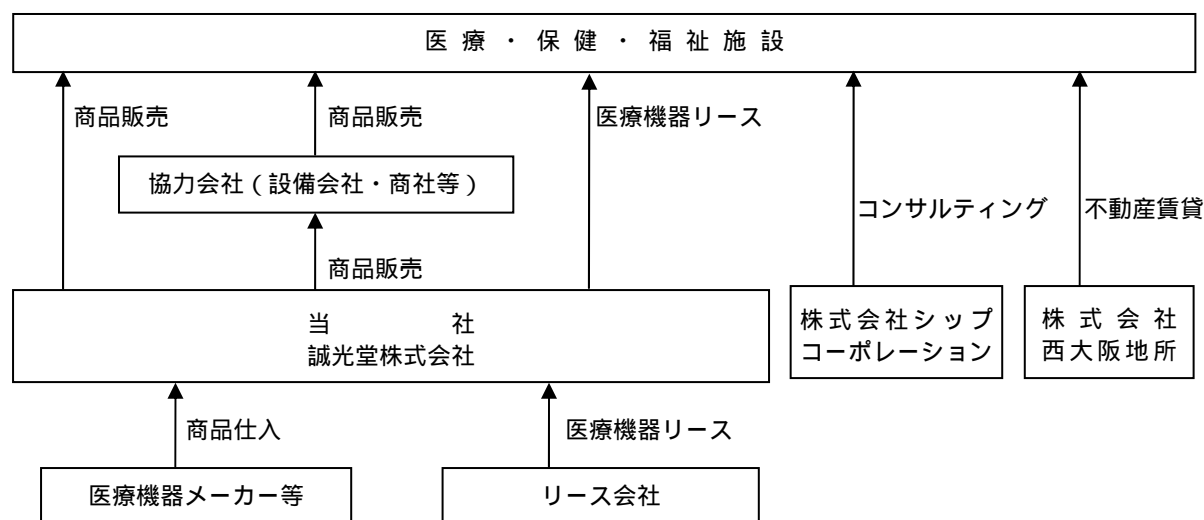 医療・保健・福祉施設
商品販売
商品販売
医療機器リース
協力会社(設備会社・商社等)
コンサルティング
不動産賃貸
商品販売
当社
誠光堂株式会社
株式会社シップ
コーポレーション
株式会社
西大阪地所
商品仕入
医療機器リース
医療機器メーカー等
リース会社